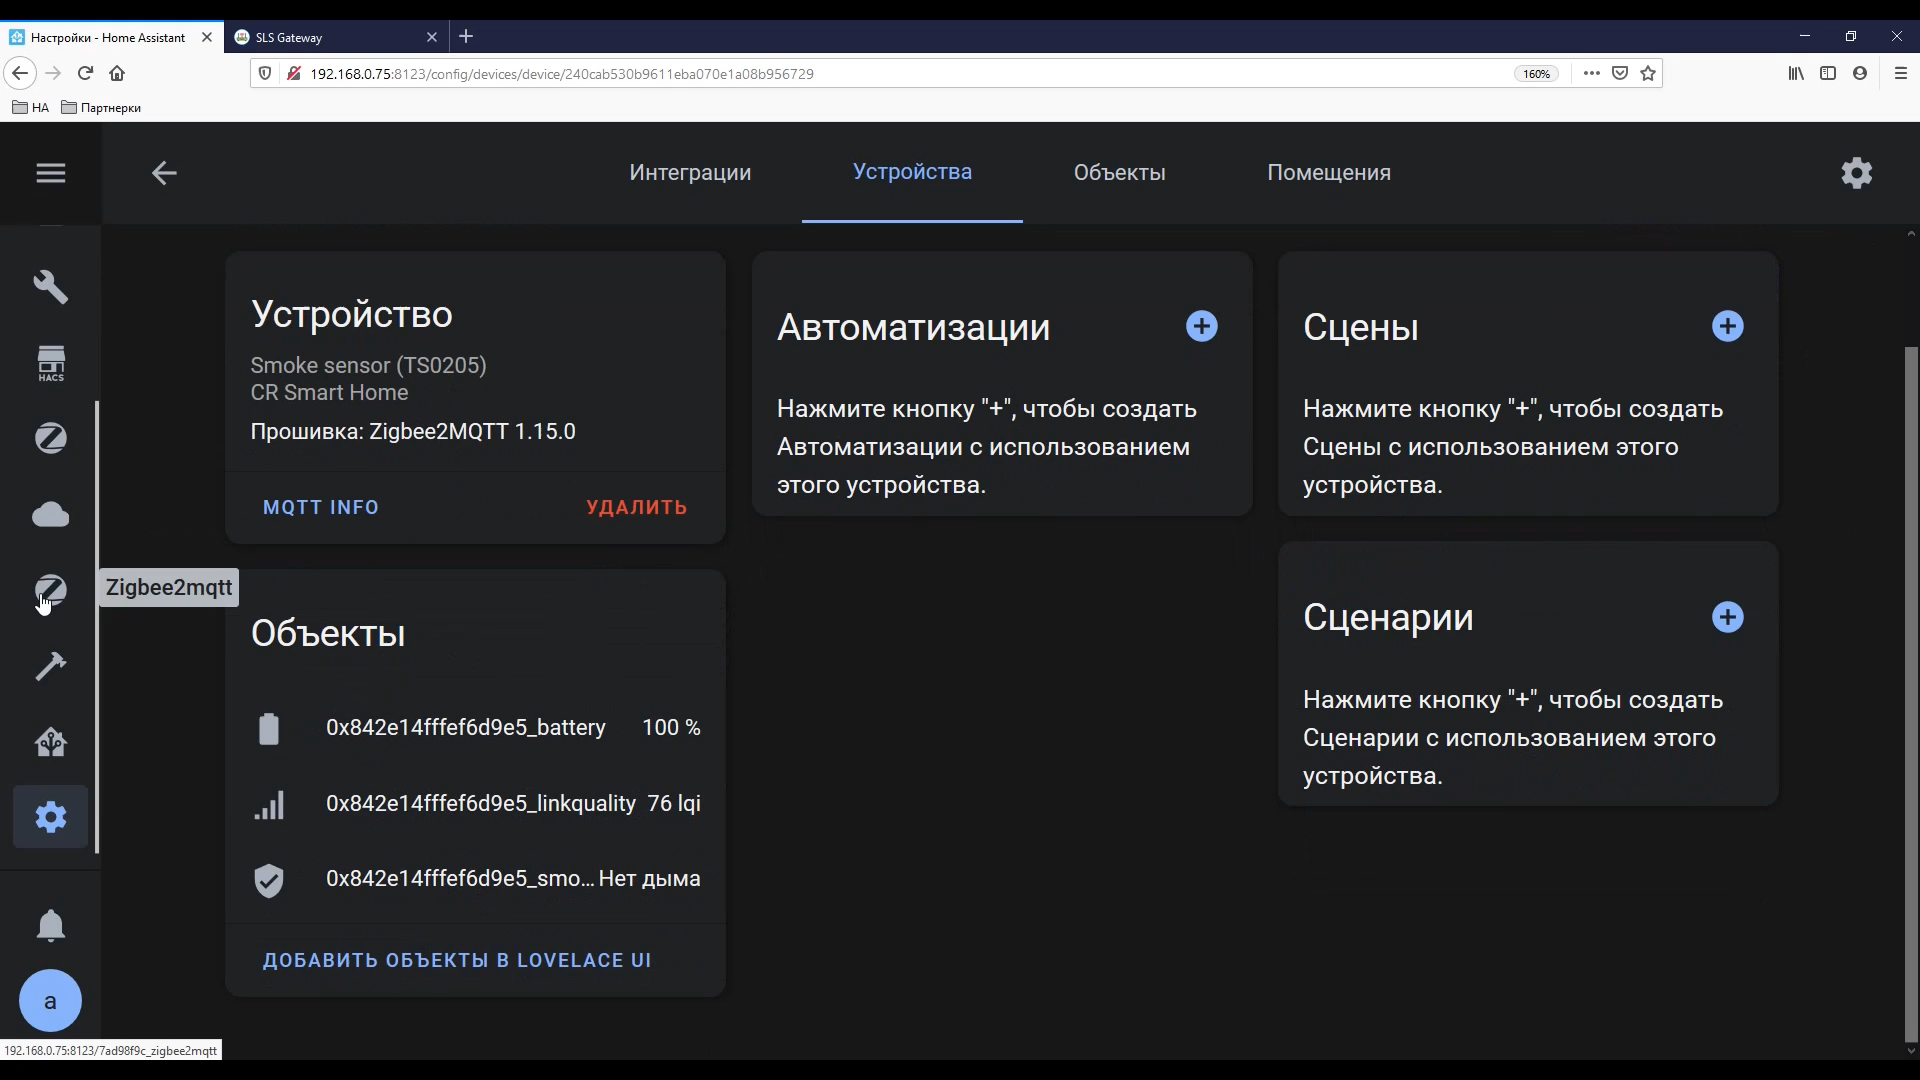 Настройки - Home Assistant
SLS Gateway
192.168.0.75:8123/config/devices/device/240cab530b9611eba070e1a08b956729
160%
HA
Партнерки
Интеграции
Устройства
Объекты
Помещения
HACS
Zigbee2mqtt
Устройство
Smoke sensor (TS0205)
CR Smart Home
Прошивка: Zigbee2MQTT 1.15.0
MQTT INFO
УДАЛИТЬ
Объекты
0x842e14fffef6d9e5_battery 100 %
0x842e14fffef6d9e5_linkquality 76 lqi
0x842e14fffef6d9e5_smo... Нет дыма
ДОБАВИТЬ ОБЪЕКТЫ В LOVELACE UI
Автоматизации
Нажмите кнопку "+", чтобы создать
Автоматизации с использованием
этого устройства.
Сцены
Нажмите кнопку "+", чтобы создать
Сцены с использованием этого
устройства.
Сценарии
Нажмите кнопку "+", чтобы создать
Сценарии с использованием этого
устройства.
a
192.168.0.75:8123/7ad98f9c_zigbee2mqtt